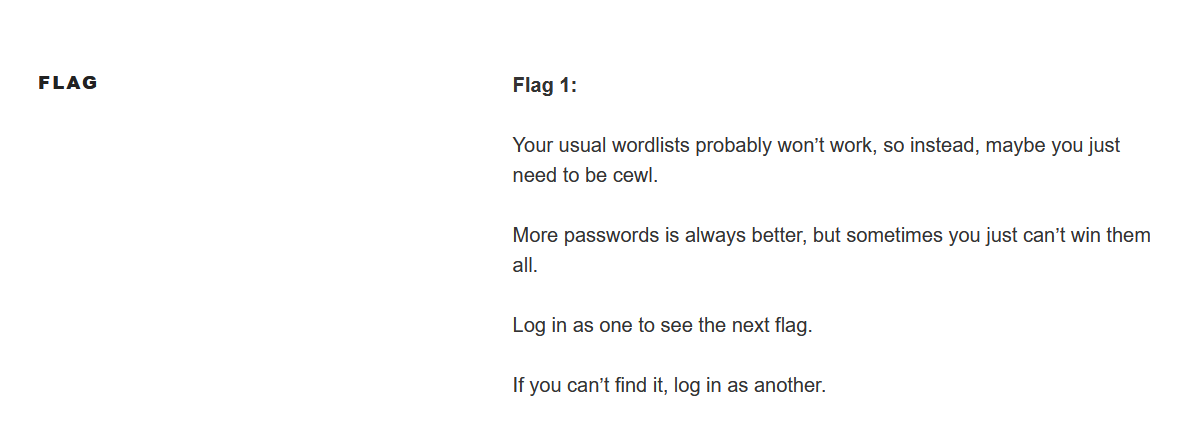 FLAG
Flag 1:
Your usual wordlists probably won’t work, so instead, maybe you just
need to be cewl.
More passwords is always better, but sometimes you just can’t win them
all.
Log in as one to see the next flag.
If you can’t find it, log in as another.